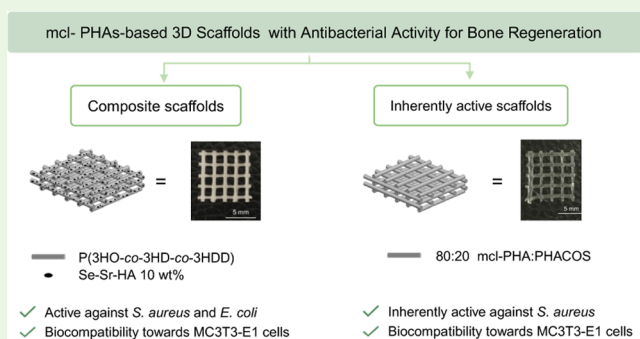 mcl- PHAs-based 3D Scaffolds with Antibacterial Activity for Bone Regeneration
Composite scaffolds
=
5 mm
P(3HO-co-3HD-co-3HDD)
Se-Sr-HA 10 wt%
Active against S. aureus and E. coli
Biocompatibility towards MC3T3-E1 cells
Inherently active scaffolds
=
5 mm
80:20 mcl-PHA:PHACOS
Inherently active against S. aureus
Biocompatibility towards MC3T3-E1 cells